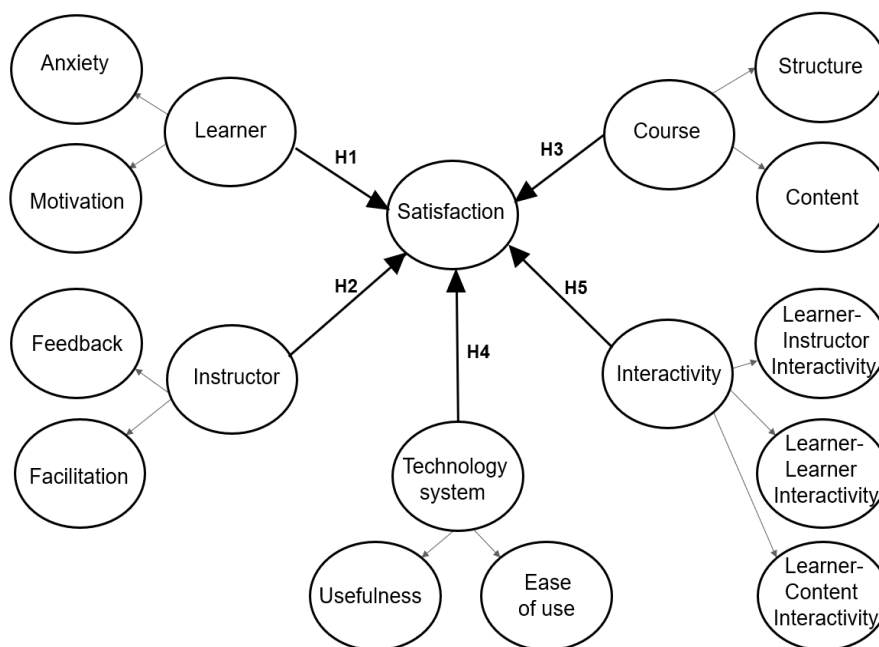 Anxiety
Learner
Motivation
H1
Satisfaction
H3
Course
Structure
Content
Feedback
Instructor
Facilitation
H2
H4
H5
Interactivity
Learner-
Instructor
Interactivity
Learner-
Learner
Interactivity
Learner-
Content
Interactivity
Technology
system
Usefulness
Ease
of use